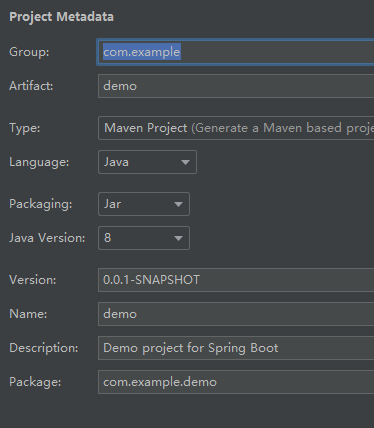 Project Metadata
Group: com.example
Artifact: demo
Type: Maven Project (Generate a Maven based proje
Language: Java
Packaging: Jar
Java Version: 8
Version: 0.0.1-SNAPSHOT
Name: demo
Description: Demo project for Spring Boot
Package: com.example.demo